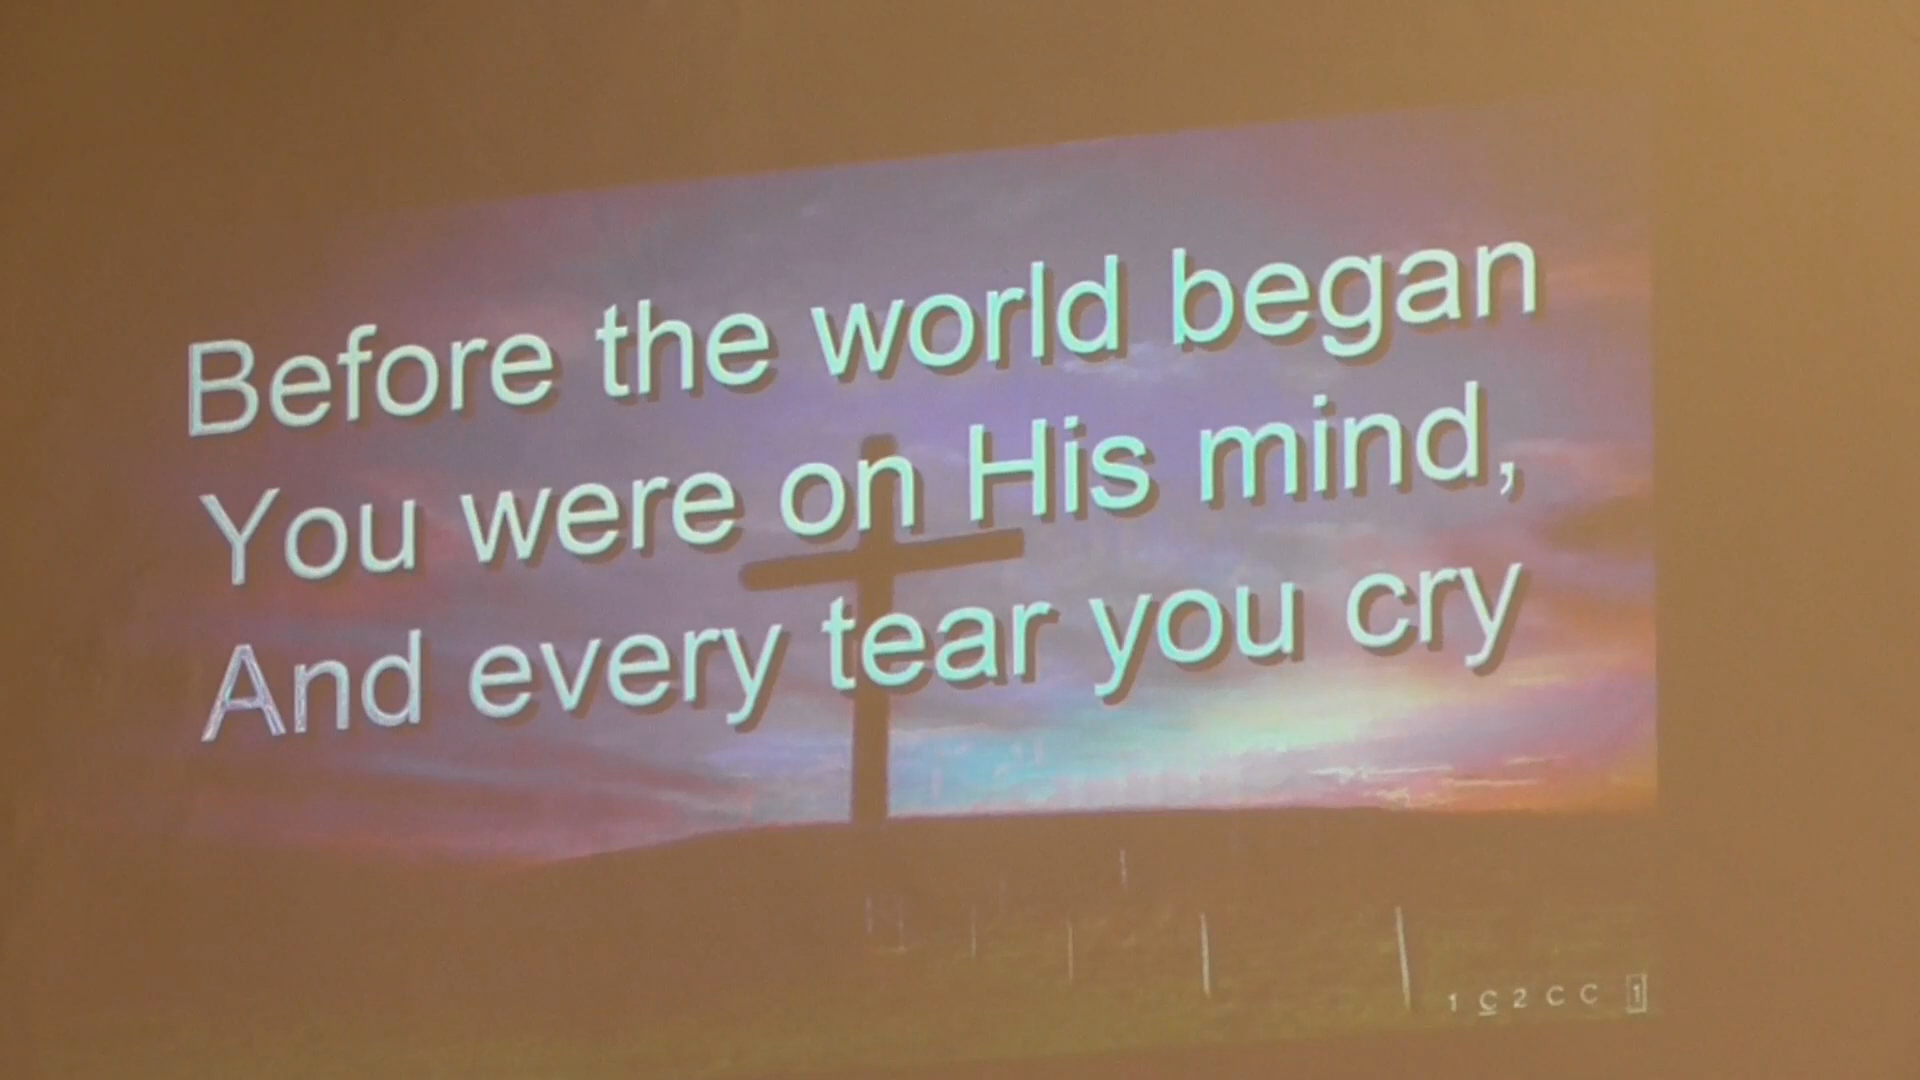 Before the world began
You were on His mind,
And every tear you cry
1 C 2 C C 1